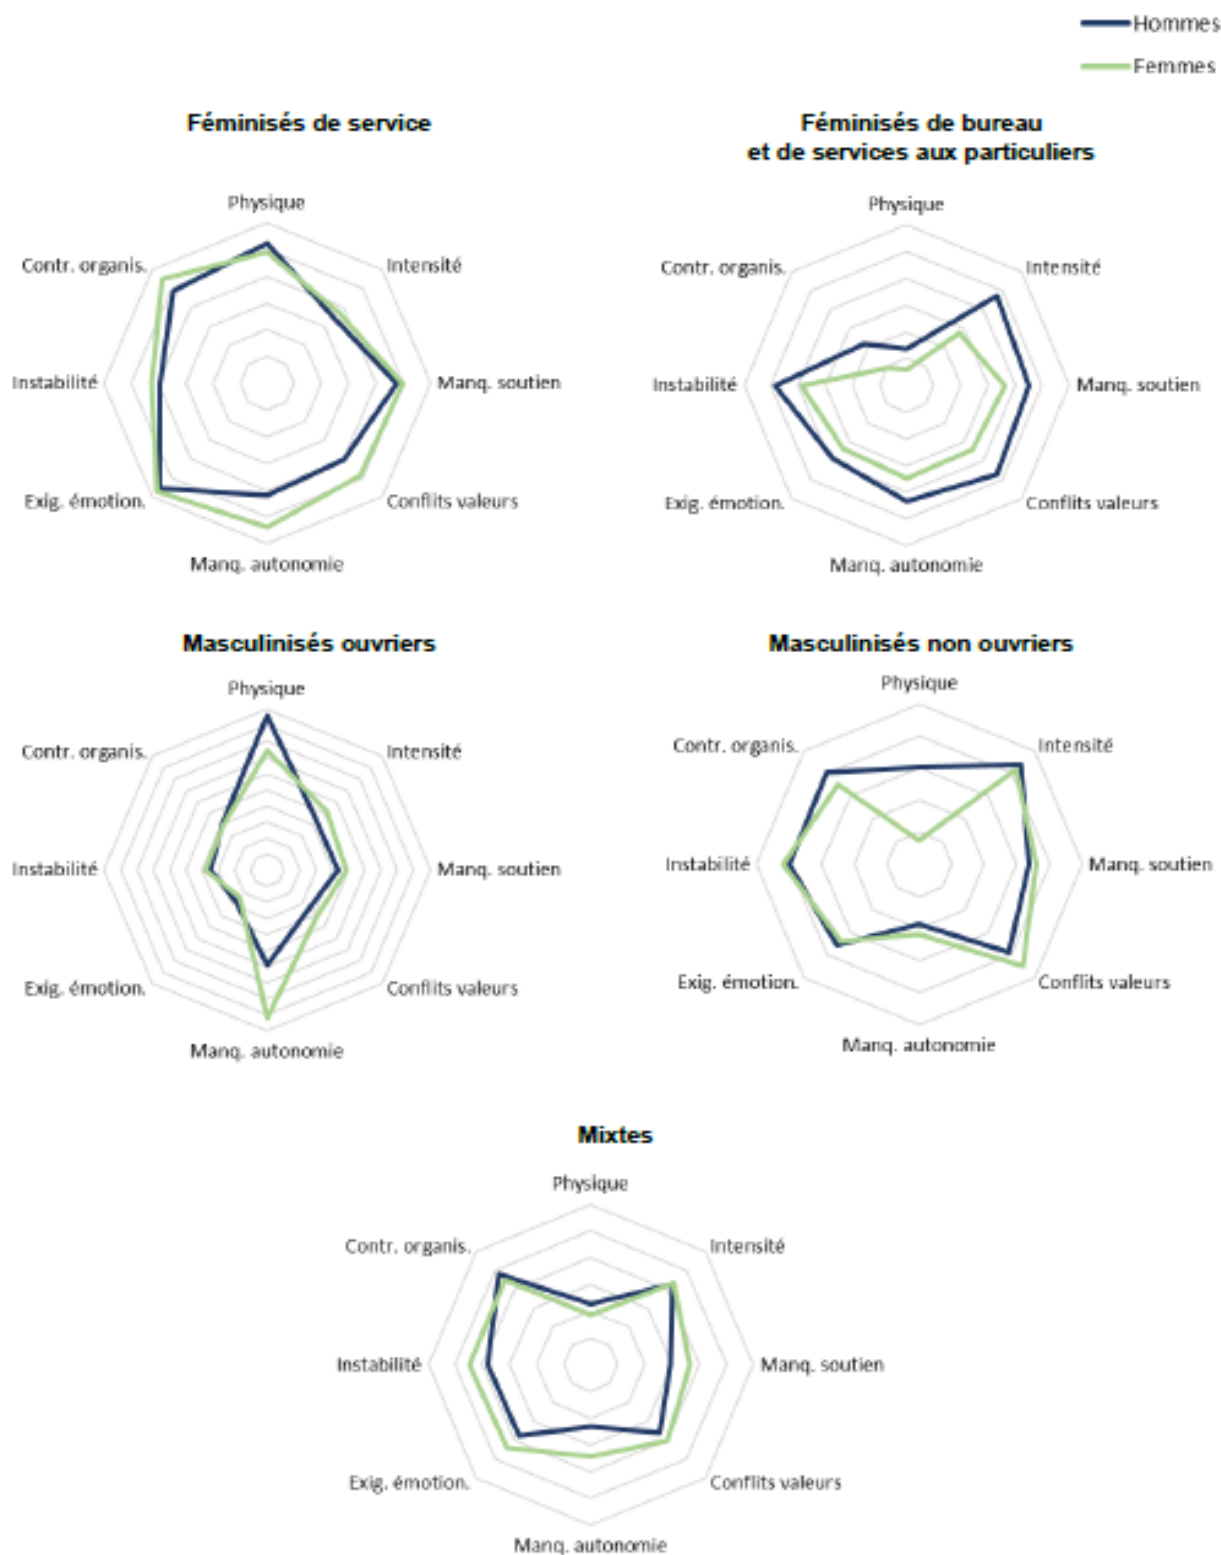 Hommes
Femmes
Féminisés de service
Physique
Contr. organis.
Intensité
Instabilité
Manq. soutien
Exig. émotion.
Conflits valeurs
Manq. autonomie
Féminisés de bureau
et de services aux particuliers
Physique
Contr. organis.
Intensité
Instabilité
Manq. soutien
Exig. émotion.
Conflits valeurs
Manq. autonomie
Masculinisés ouvriers
Physique
Contr. organis.
Intensité
Instabilité
Manq. soutien
Exig. émotion.
Conflits valeurs
Manq. autonomie
Masculinisés non ouvriers
Physique
Contr. organis.
Intensité
Instabilité
Manq. soutien
Exig. émotion.
Conflits valeurs
Manq. autonomie
Mixtes
Physique
Contr. organis.
Intensité
Instabilité
Manq. soutien
Exig. émotion.
Conflits valeurs
Manq. autonomie